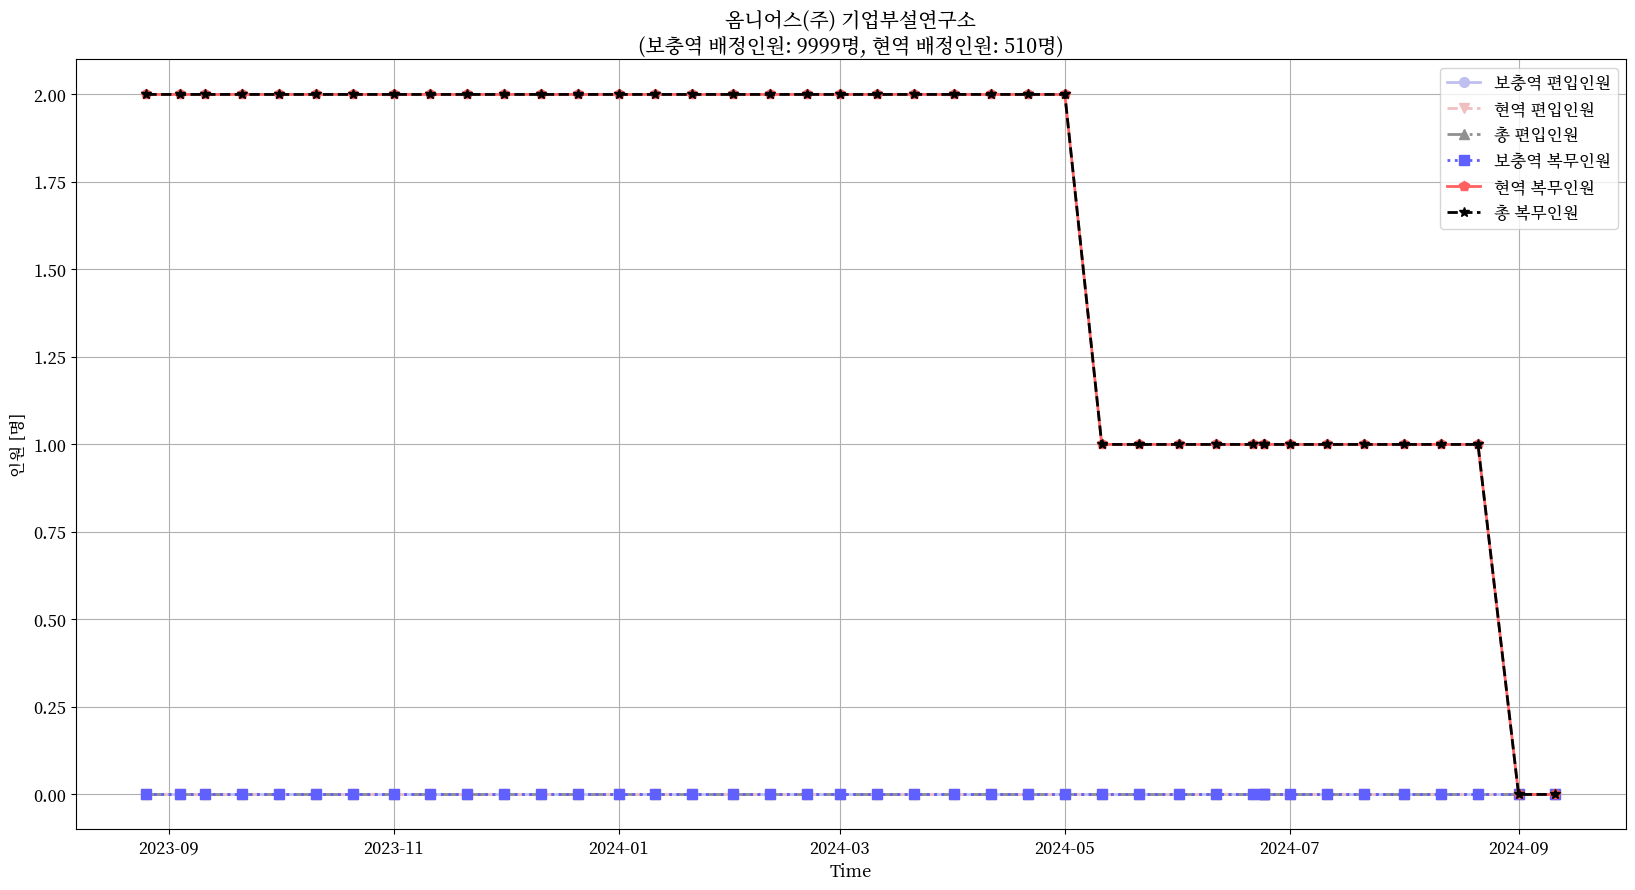 옴니어스(주) 기업부설연구소
(보충역 배정인원: 9999명, 현역 배정인원: 510명)
보충역 편입인원
현역 편입인원
총 편입인원
보충역 복무인원
현역 복무인원
총 복무인원
인원 [명]
2.00
1.75
1.50
1.25
1.00
0.75
0.50
0.25
0.00
2023-09
2023-11
2024-01
2024-03
2024-05
2024-07
2024-09
Time